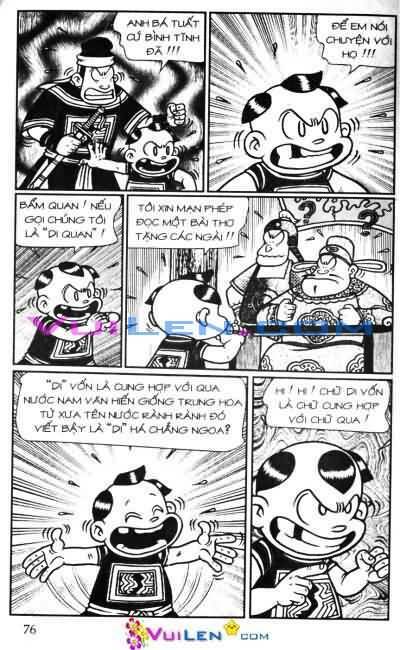 ANH BÁ TUẤT
CỨ BÌNH TĨNH
ĐÃ !!!
ĐỂ EM NÓI
CHUYỆN VỚI
HỌ !!!
BẨM QUAN ! NẾU
GỌI CHÚNG TÔI
LÀ "DI QUAN" !
TÔI XIN MẠN PHÉP
ĐỌC MỘT BÀI THƠ
TẶNG CÁC NGÀI !!
? ?
VUILEN.COM
"DI" VỐN LÀ CUNG HỢP VỚI QUA
NƯỚC NAM VĂN HIẾN GIỐNG TRUNG HOA
TỪ XƯA TÊN NƯỚC RÀNH RÀNH ĐÓ
VIẾT BẬY LÀ "DI" HÁ CHẲNG NGOA?
HI ! HI ! CHỮ DI VỐN
LÀ CHỮ CUNG HỢP
VỚI CHỮ QUA !
76
VUILEN.COM